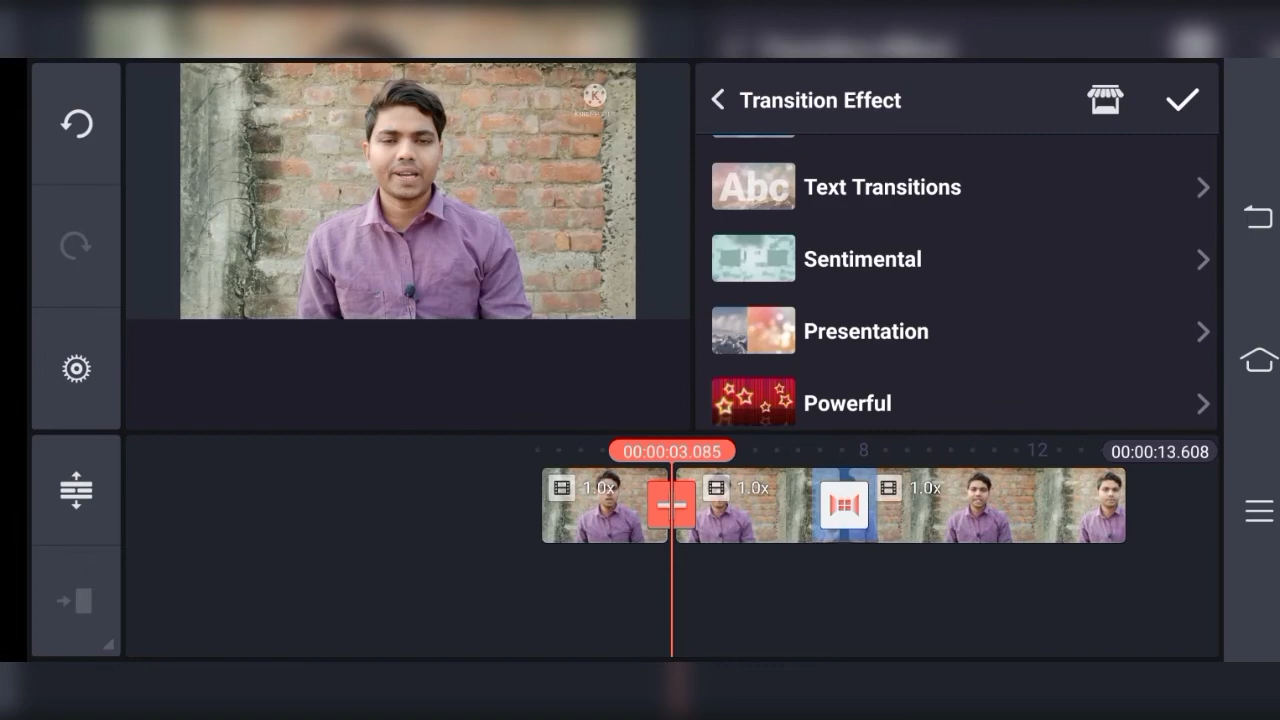 Transition Effect
Abc
Text Transitions
Sentimental
Presentation
Powerful
00:00:03.085
8
12
00:00:13.608
1.0x
1.0x
1.0x